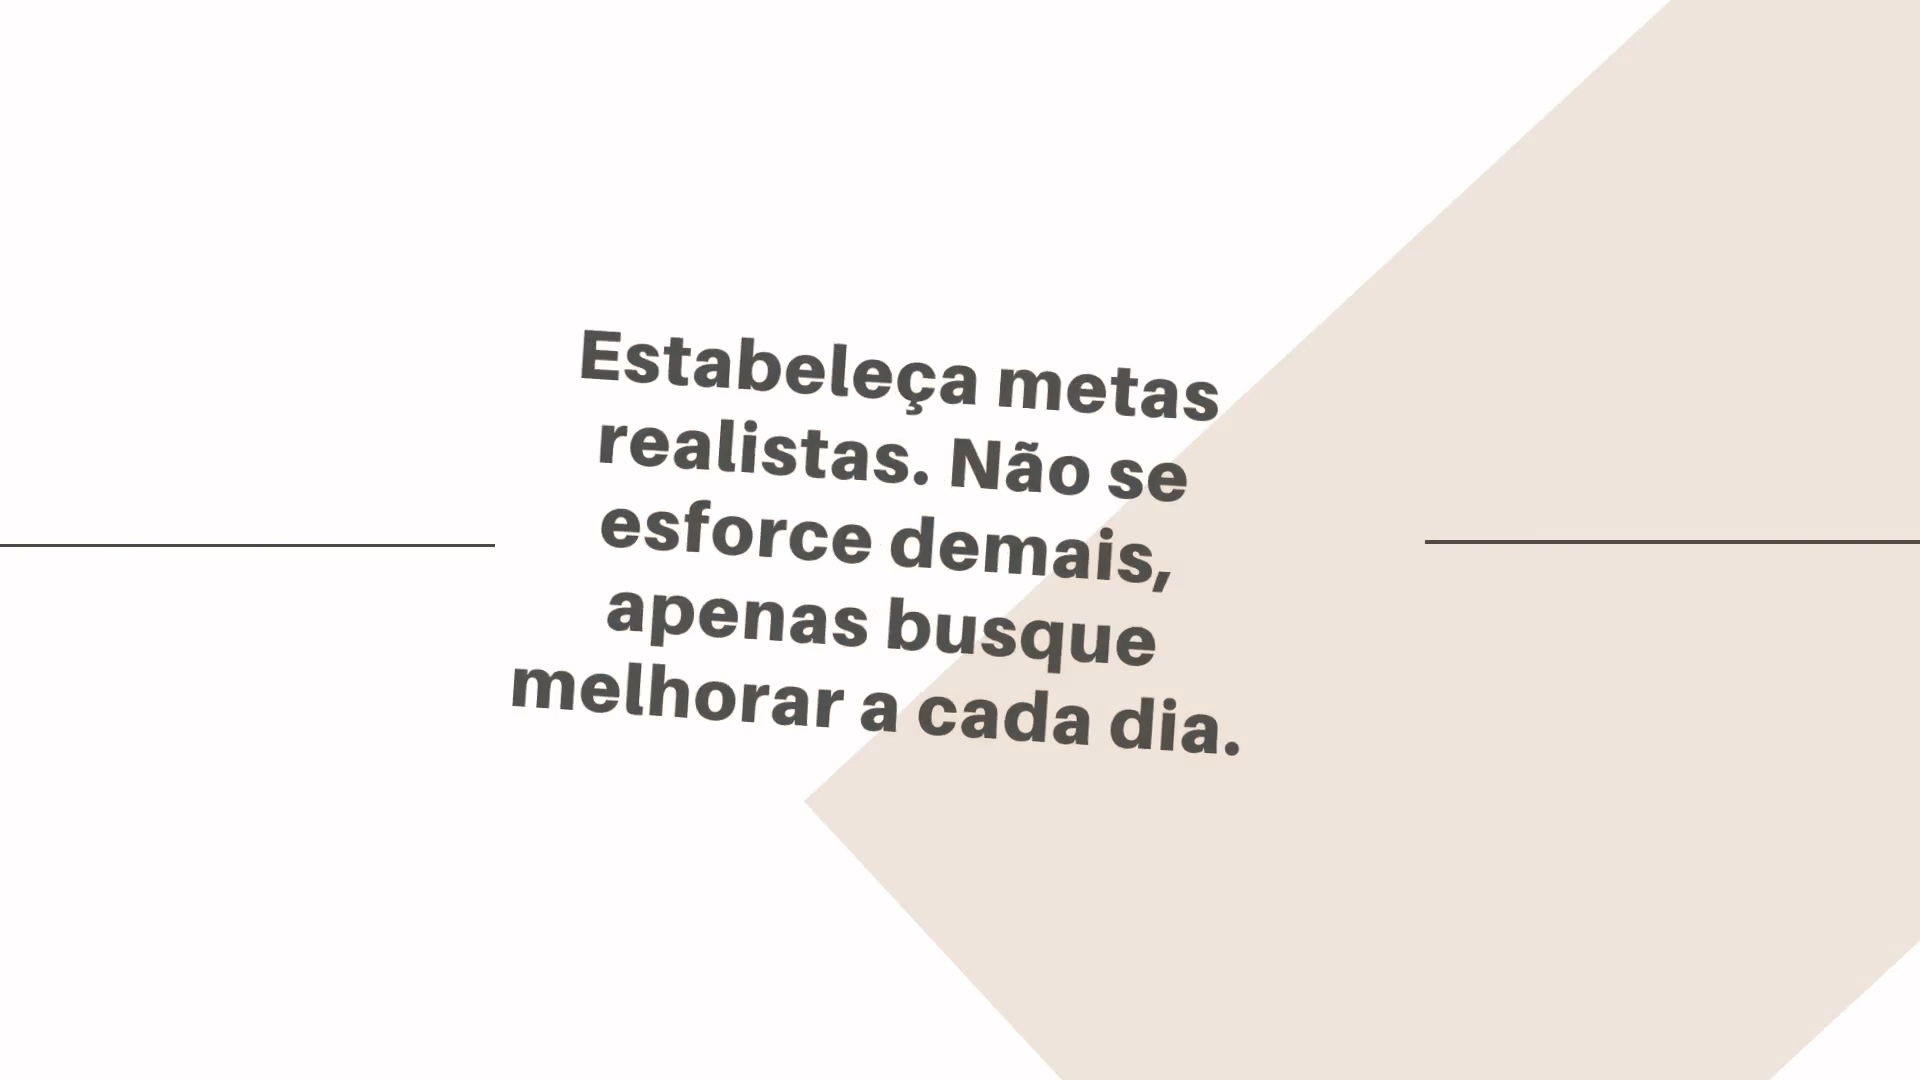 Estabeleça metas
realistas. Não se
esforce demais,
apenas busque
melhorar a cada dia.